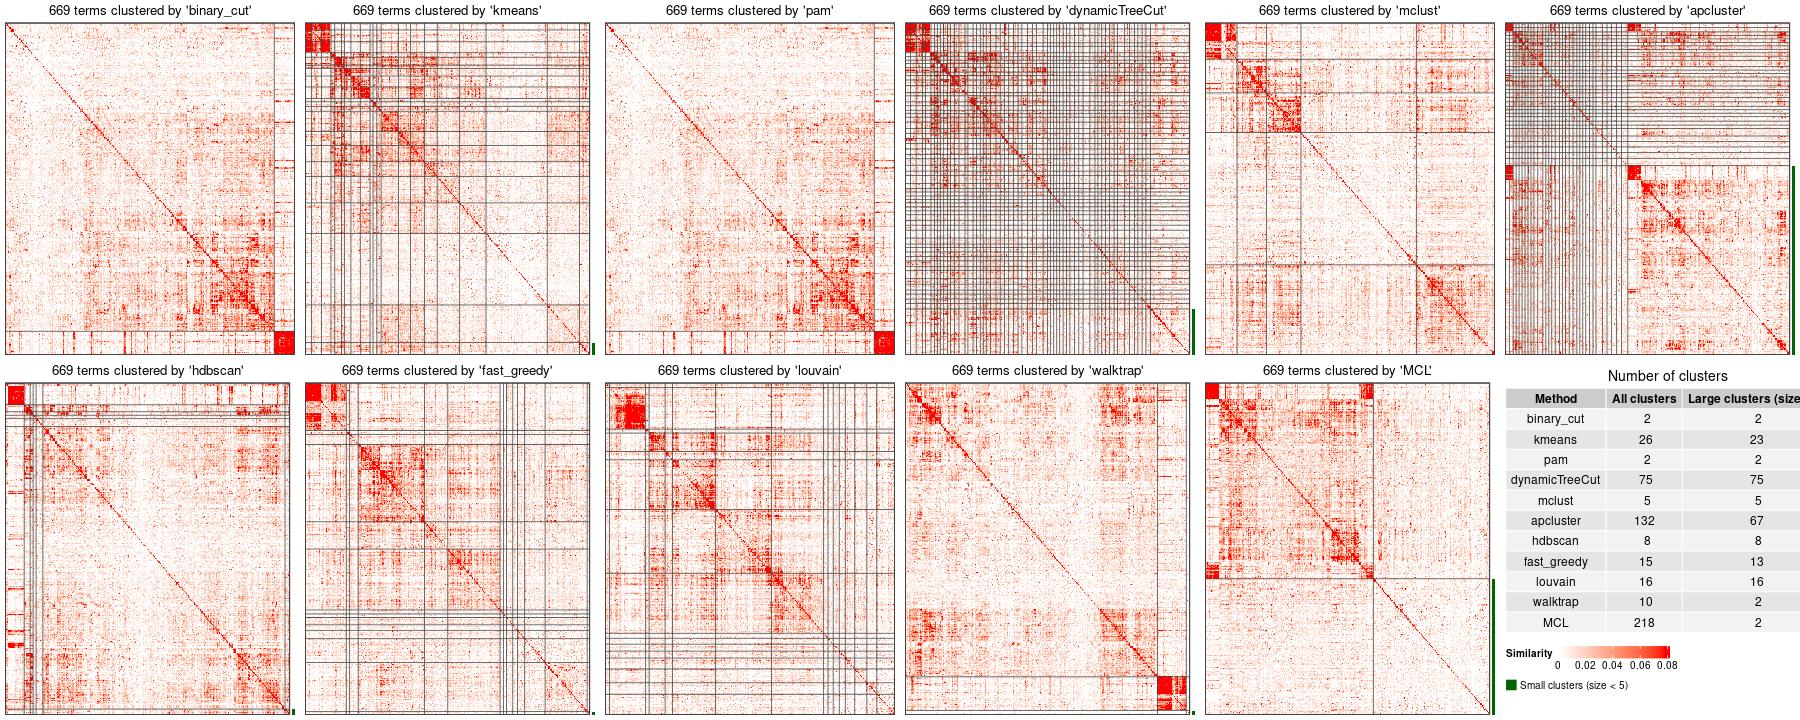 669 terms clustered by 'binary_cut'
669 terms clustered by 'kmeans'
669 terms clustered by 'pam'
669 terms clustered by 'dynamicTreeCut'
669 terms clustered by 'mclust'
669 terms clustered by 'apcluster'
669 terms clustered by 'hdbscan'
669 terms clustered by 'fast_greedy'
669 terms clustered by 'louvain'
669 terms clustered by 'walktrap'
669 terms clustered by 'MCL'
Number of clusters
Method All clusters Large clusters (size
binary_cut 2 2
kmeans 26 23
pam 2 2
dynamicTreeCut 75 75
mclust 5 5
apcluster 132 67
hdbscan 8 8
fast_greedy 15 13
louvain 16 16
walktrap 10 2
MCL 218 2
Similarity
0 0.02 0.04 0.06 0.08
Small clusters (size < 5)